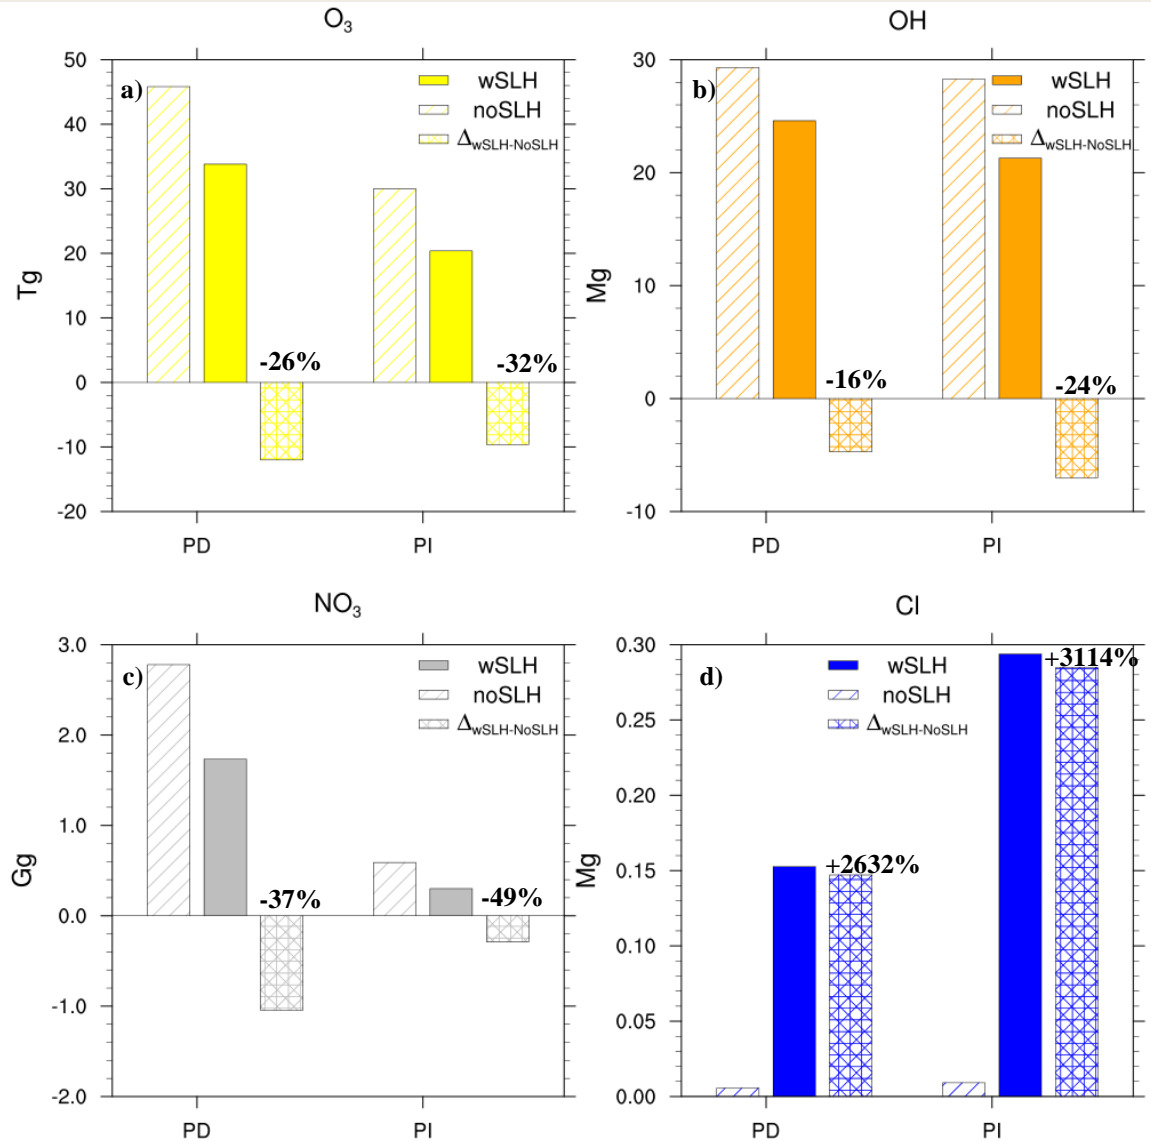 O₃
50
40
30
20
10
0
-10
-20
Tg
a)
wSLH
noSLH
ΔwSLH-NoSLH
-26%
-32%
PD
PI
OH
30
20
10
0
-10
Mg
b)
wSLH
noSLH
ΔwSLH-NoSLH
-16%
-24%
PD
PI
NO₃
3.0
2.0
1.0
0.0
-1.0
-2.0
Gg
c)
wSLH
noSLH
ΔwSLH-NoSLH
-37%
-49%
PD
PI
Cl
0.30
0.25
0.20
0.15
0.10
0.05
0.00
Mg
d)
wSLH
noSLH
ΔwSLH-NoSLH
+2632%
+3114%
PD
PI